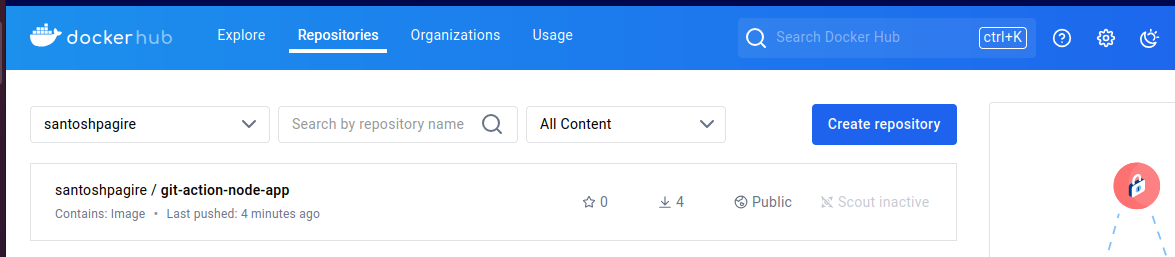 dockerhub Explore Repositories Organizations Usage Search Docker Hub ctrl+K
santoshpagire Search by repository name All Content Create repository
santoshpagire / git-action-node-app 0 4 Public Scout inactive
Contains: Image • Last pushed: 4 minutes ago